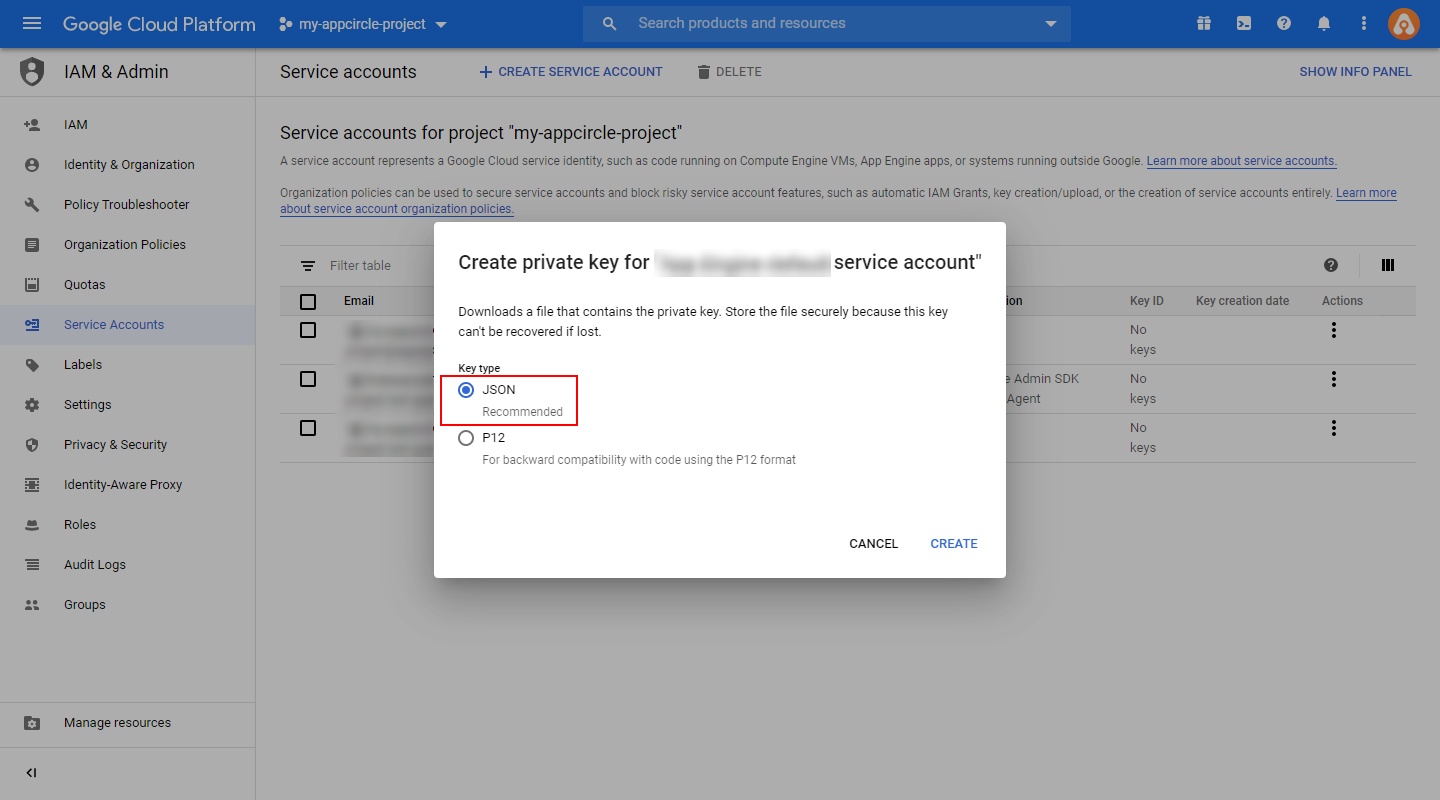 Google Cloud Platform
my-appcircle-project
Search products and resources
IAM & Admin
Service accounts
CREATE SERVICE ACCOUNT
DELETE
SHOW INFO PANEL
IAM
Identity & Organization
Policy Troubleshooter
Organization Policies
Quotas
Service Accounts
Labels
Settings
Privacy & Security
Identity-Aware Proxy
Roles
Audit Logs
Groups
Manage resources
Service accounts for project "my-appcircle-project"
A service account represents a Google Cloud service identity, such as code running on Compute Engine VMs, App Engine apps, or systems running outside Google. Learn more about service accounts.
Organization policies can be used to secure service accounts and block risky service account features, such as automatic IAM Grants, key creation/upload, or the creation of service accounts entirely. Learn more
about service account organization policies.
Filter table
Email
Key ID
Key creation date
Actions
No
keys
Admin SDK
Agent
No
keys
No
keys
Create private key for service account"
Downloads a file that contains the private key. Store the file securely because this key
can't be recovered if lost.
Key type
JSON
Recommended
P12
For backward compatibility with code using the P12 format
CANCEL
CREATE